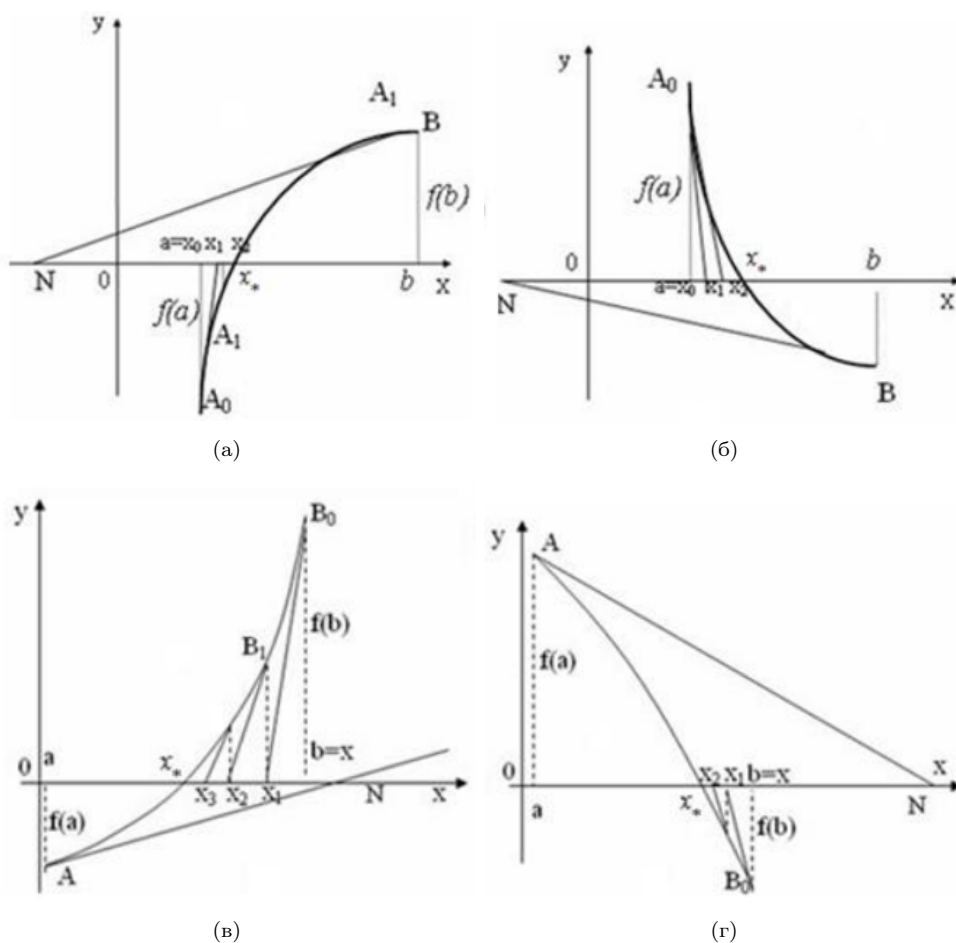 y
A₁
B
f(b)
a=x₀ x₁ x₂
N 0 x* b x
f(a)
A₁
A₀
(а)
y
A₀
f(a)
0 x* b
a=x₀ x₁ x₂ x
N
B
(б)
y
B₀
f(b)
B₁
b=x
0 a x*
x₃ x₂ x₁ N x
f(a)
A
(в)
y
A
f(a)
0 x₂ x₁ b=x x
a x* N
f(b)
B₀
(г)